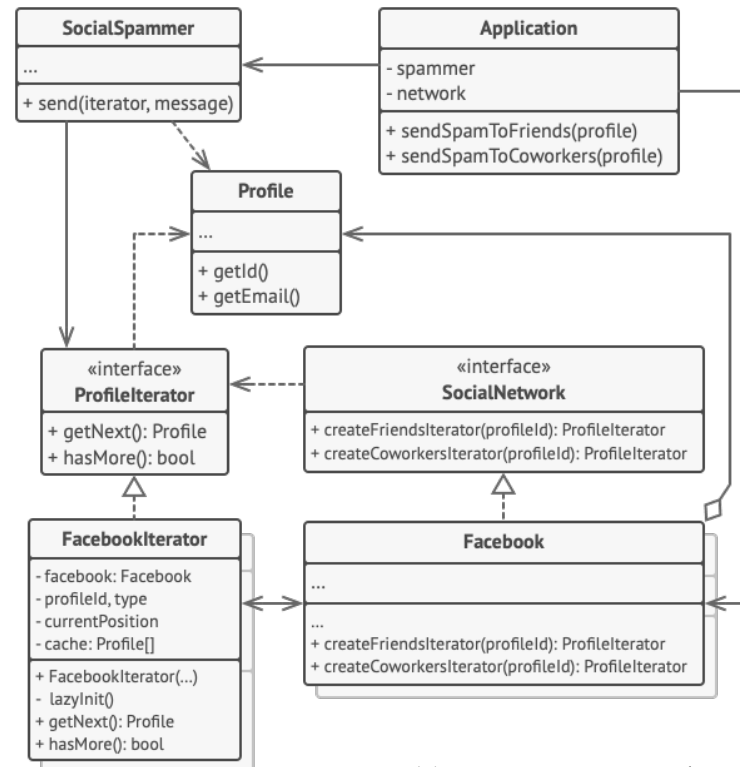 SocialSpammer
...
+ send(iterator, message)
Application
- spammer
- network
+ sendSpamToFriends(profile)
+ sendSpamToCoworkers(profile)
Profile
...
+ getId()
+ getEmail()
«interface»
ProfileIterator
+ getNext(): Profile
+ hasMore(): bool
«interface»
SocialNetwork
+ createFriendsIterator(profileId): ProfileIterator
+ createCoworkersIterator(profileId): ProfileIterator
FacebookIterator
- facebook: Facebook
- profileId, type
- currentPosition
- cache: Profile[]
+ FacebookIterator(...)
- lazyInit()
+ getNext(): Profile
+ hasMore(): bool
Facebook
...
...
+ createFriendsIterator(profileId): ProfileIterator
+ createCoworkersIterator(profileId): ProfileIterator